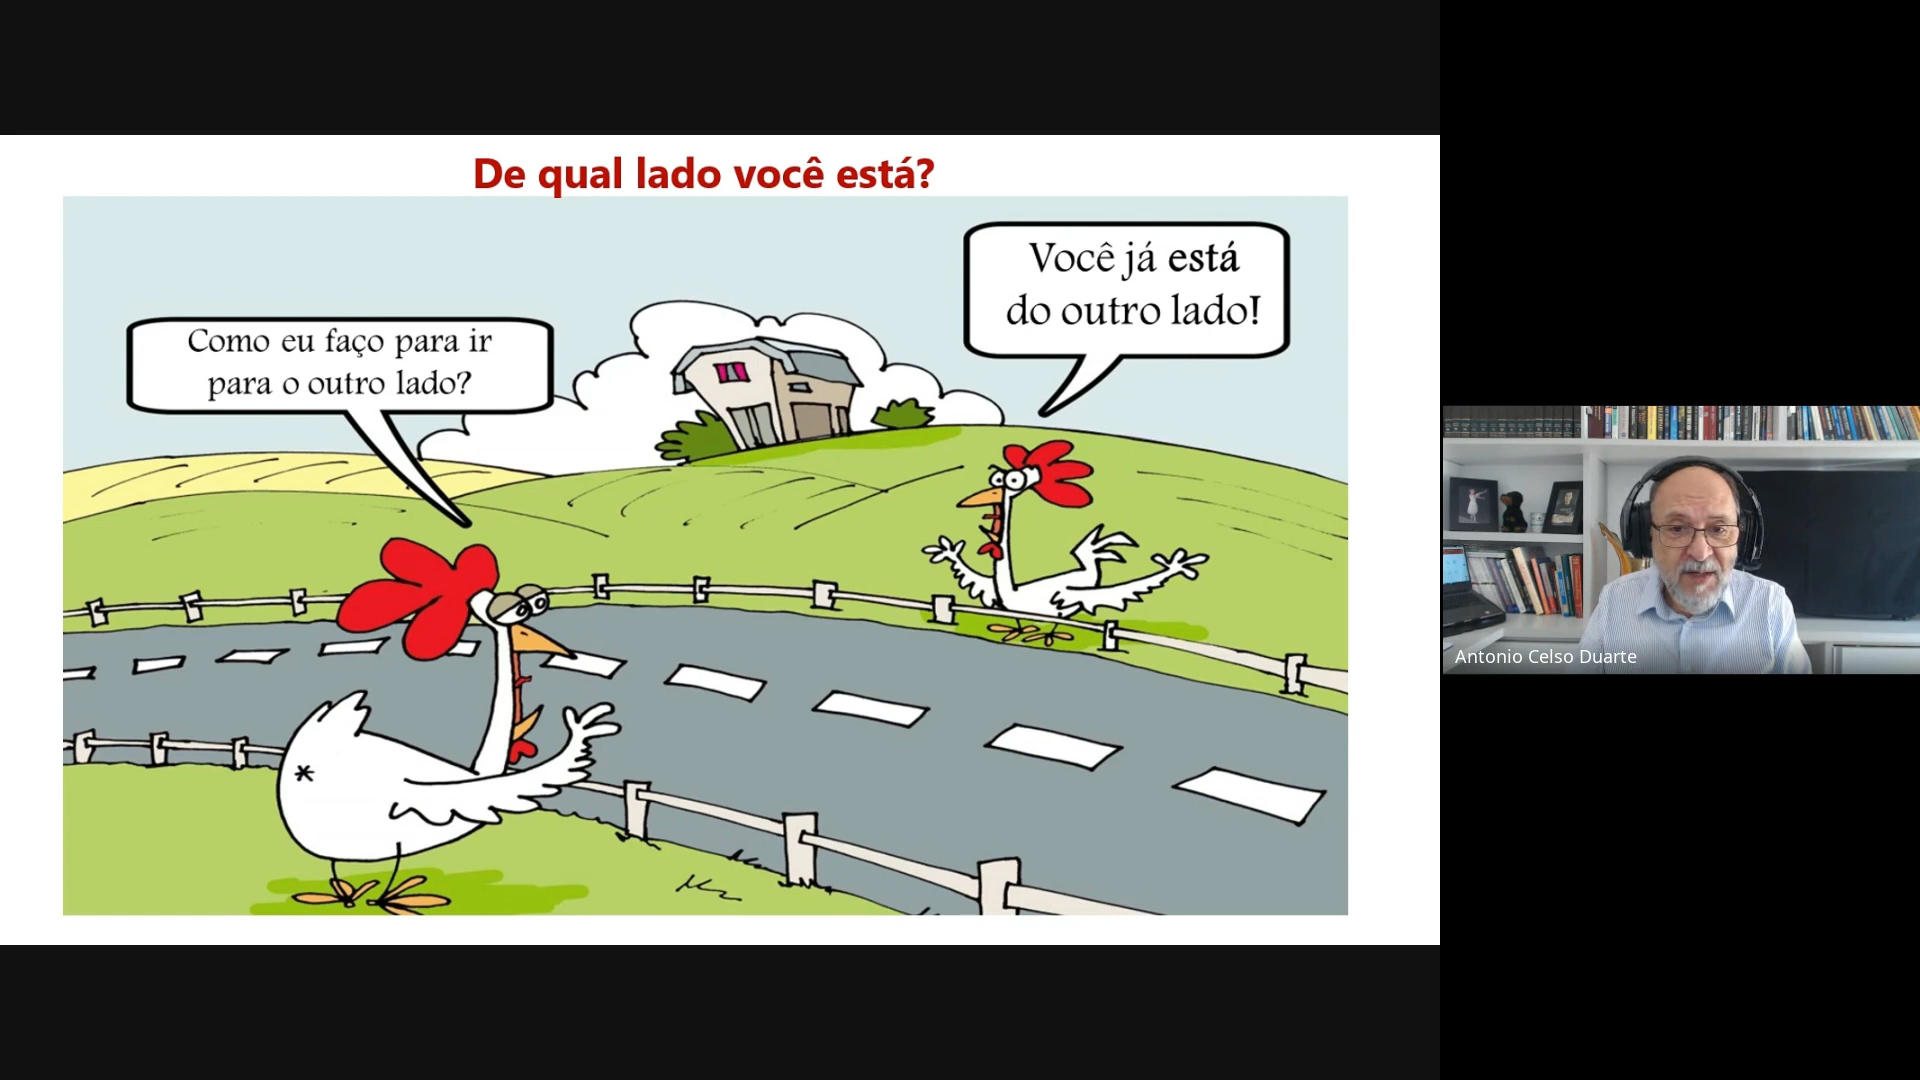 De qual lado você está?
Como eu faço para ir
para o outro lado?
Você já está
do outro lado!
Antonio Celso Duarte